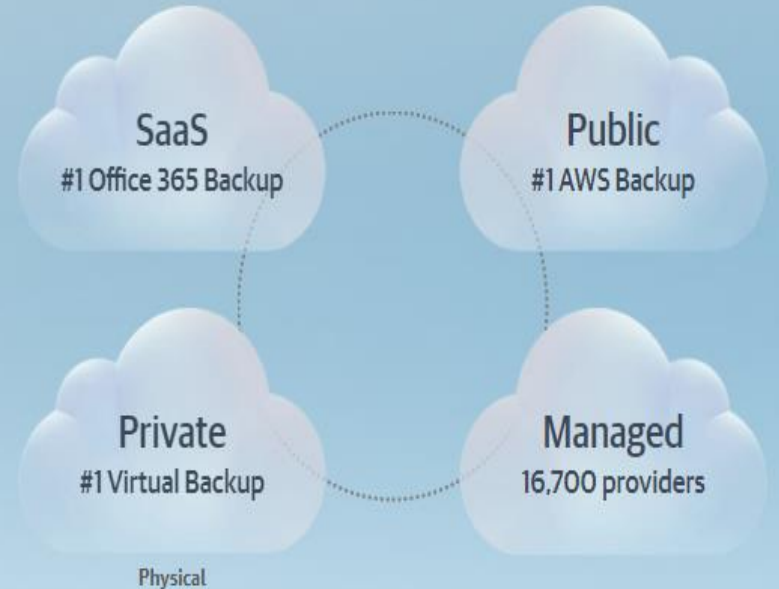 SaaS
#1 Office 365 Backup
Public
#1 AWS Backup
Private
#1 Virtual Backup
Managed
16,700 providers
Physical